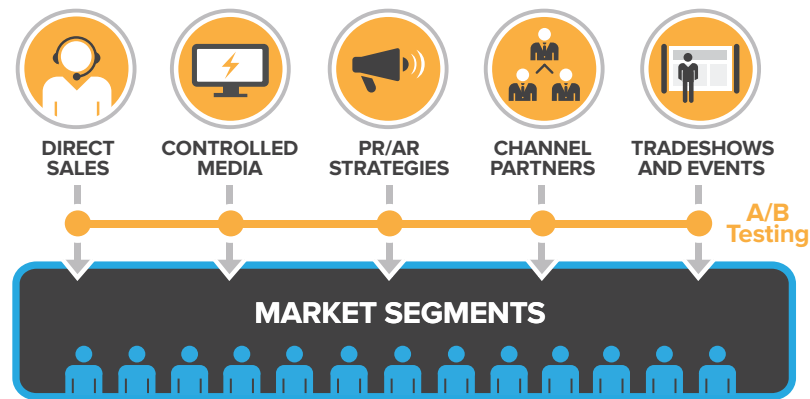 DIRECT
SALES
CONTROLLED
MEDIA
PR/AR
STRATEGIES
CHANNEL
PARTNERS
TRADESHOWS
AND EVENTS
A/B
Testing
MARKET SEGMENTS